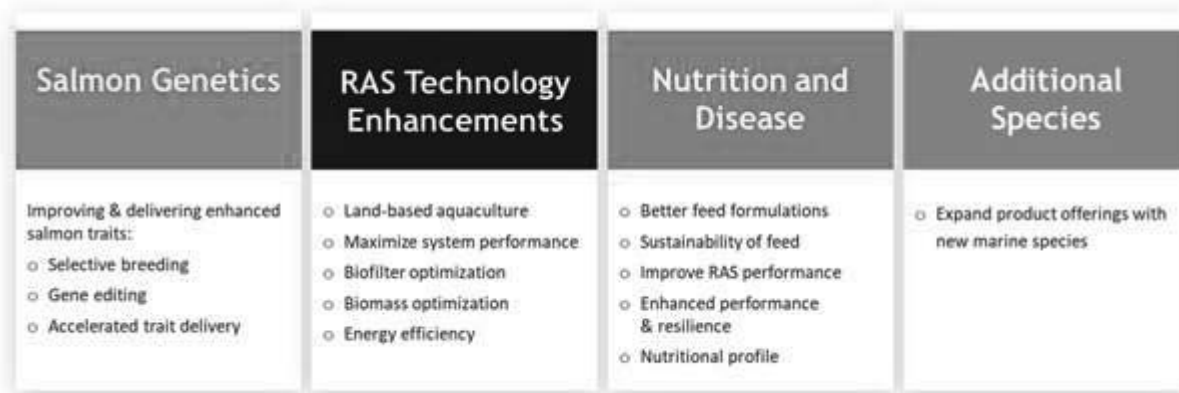 Salmon Genetics
Improving & delivering enhanced
salmon traits:
o Selective breeding
o Gene editing
o Accelerated trait delivery
RAS Technology
Enhancements
o Land-based aquaculture
o Maximize system performance
o Biofilter optimization
o Biomass optimization
o Energy efficiency
Nutrition and
Disease
o Better feed formulations
o Sustainability of feed
o Improve RAS performance
o Enhanced performance
& resilience
o Nutritional profile
Additional
Species
o Expand product offerings with
new marine species